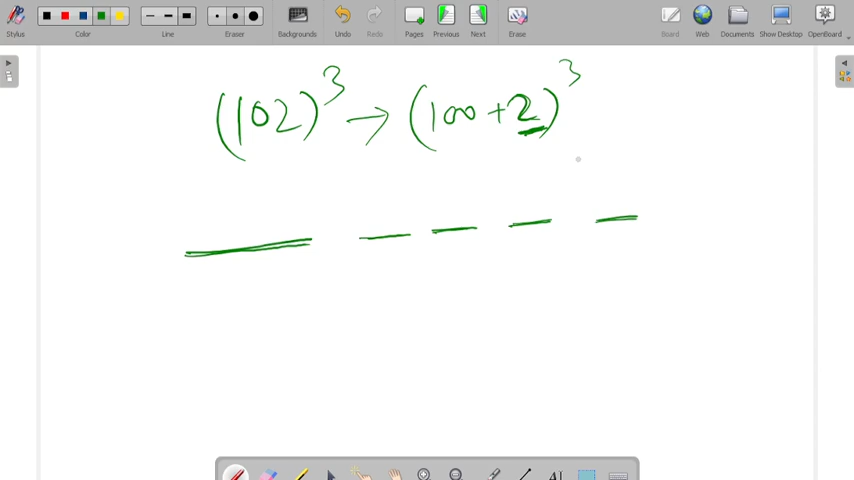 Stylus Color Line Eraser Backgrounds Undo Redo Pages Previous Next Erase Board Web Documents Show Desktop OpenBoard
(102)³ → (100+2)³